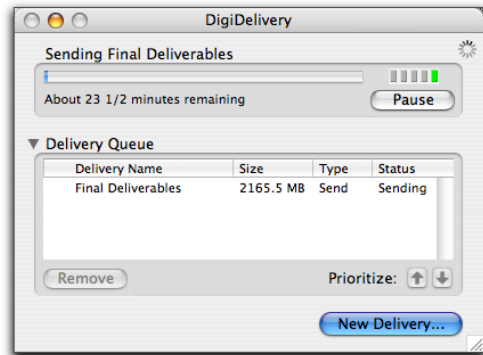 DigiDelivery
Sending Final Deliverables
About 23 1/2 minutes remaining
Pause
Delivery Queue
Delivery Name Size Type Status
Final Deliverables 2165.5 MB Send Sending
Remove Prioritize:
New Delivery...